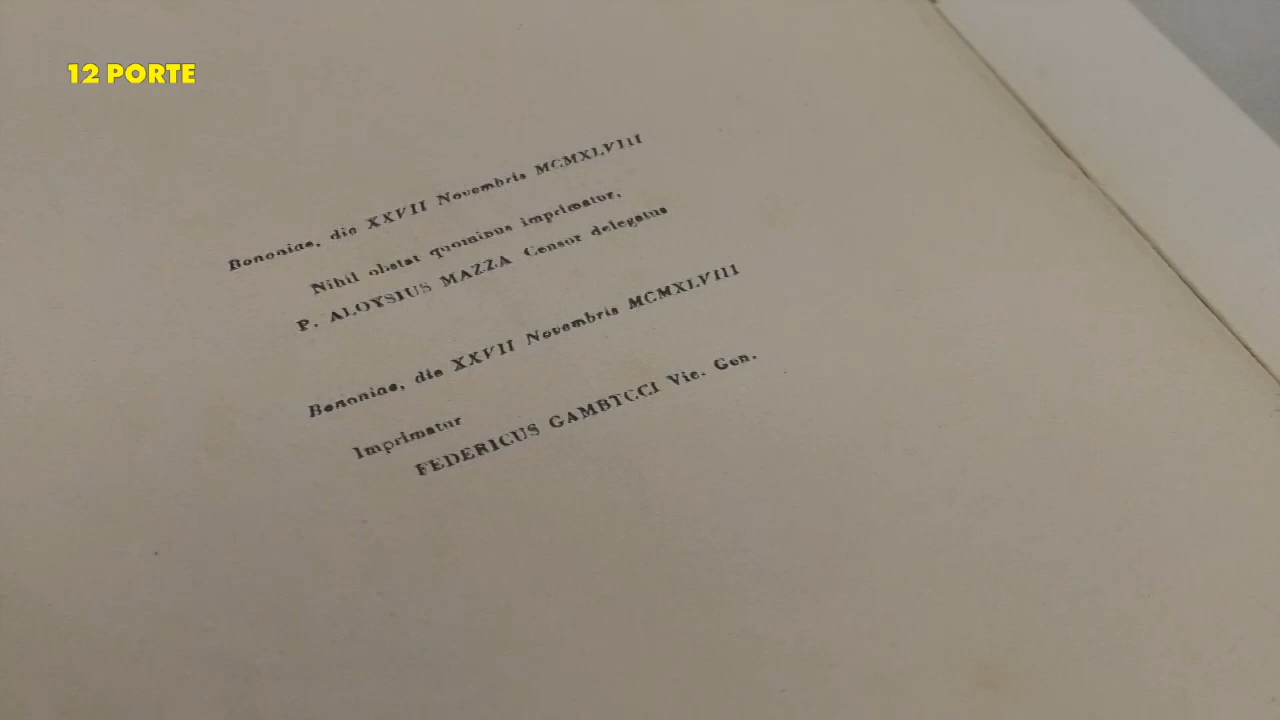 12 PORTE
Bononiae, die XXVII Novembris MCMXLVIII
Nihil obstat quominus imprimatur.
P. ALOYSIUS MAZZA Censor delegatus
Bononiae, die XXVII Novembris MCMXLVIII
Imprimatur
FEDERICUS GAMBUCCI Vic. Gen.